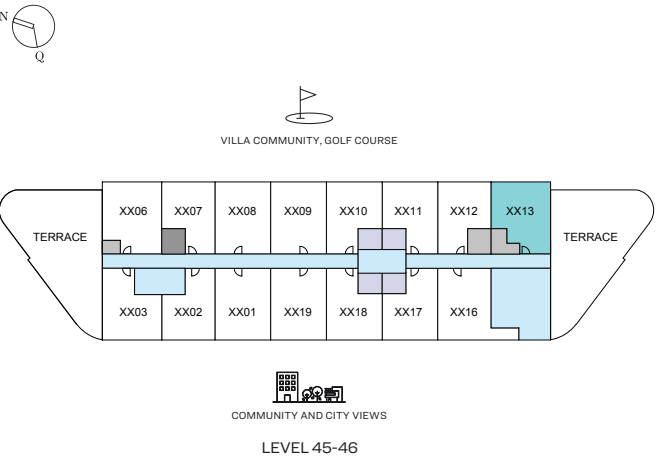 N
Q
VILLA COMMUNITY, GOLF COURSE
XX06 XX07 XX08 XX09 XX10 XX11 XX12 XX13
TERRACE TERRACE
XX03 XX02 XX01 XX19 XX18 XX17 XX16
COMMUNITY AND CITY VIEWS
LEVEL 45-46